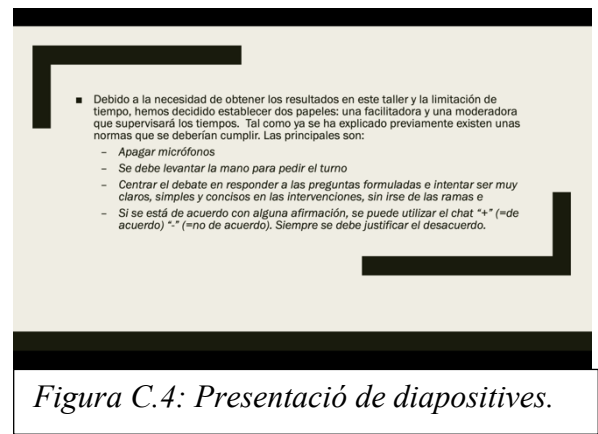 ■ Debido a la necesidad de obtener los resultados en este taller y la limitación de
tiempo, hemos decidido establecer dos papeles: una facilitadora y una moderadora
que supervisará los tiempos. Tal como ya se ha explicado previamente existen unas
normas que se deberían cumplir. Las principales son:
– Apagar micrófonos
– Se debe levantar la mano para pedir el turno
– Centrar el debate en responder a las preguntas formuladas e intentar ser muy
claros, simples y concisos en las intervenciones, sin irse de las ramas e
– Si se está de acuerdo con alguna afirmación, se puede utilizar el chat “+” (=de
acuerdo) “-” (=no de acuerdo). Siempre se debe justificar el desacuerdo.
Figura C.4: Presentació de diapositives.